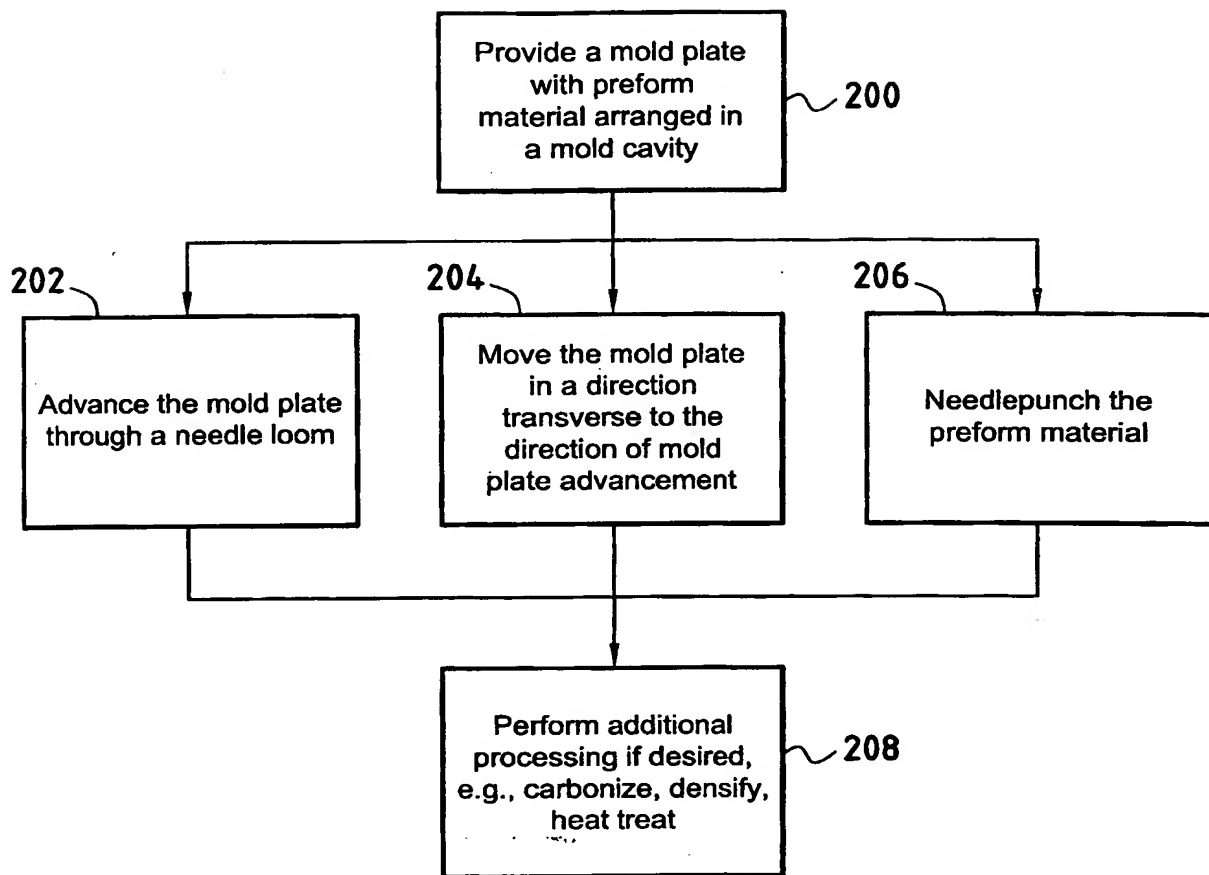 Provide a mold plate
with preform
material arranged in
a mold cavity
200
202
Advance the mold plate
through a needle loom
204
Move the mold plate
in a direction
transverse to the
direction of mold
plate advancement
206
Needlepunch the
preform material
Perform additional
processing if desired,
e.g., carbonize, densify,
heat treat
208